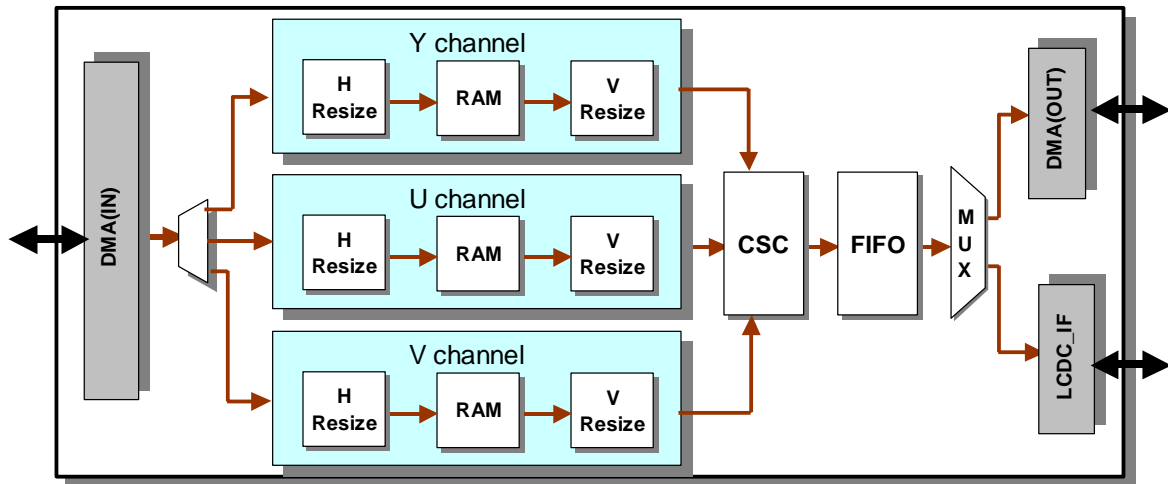 DMA(IN)
Y channel
H
Resize
RAM
V
Resize
U channel
H
Resize
RAM
V
Resize
V channel
H
Resize
RAM
V
Resize
CSC
FIFO
M
U
X
DMA(OUT)
LCDC_IF